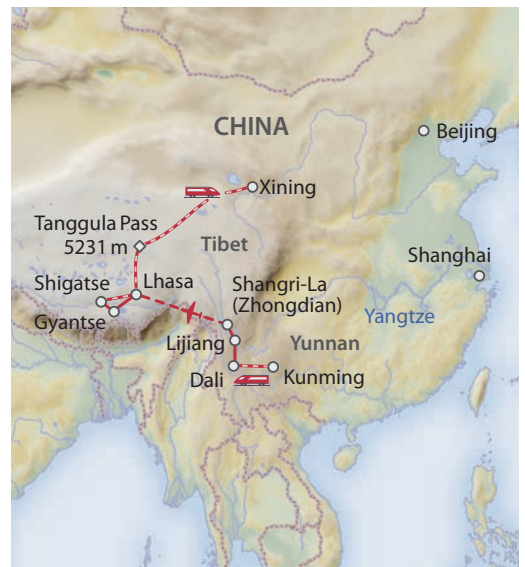 CHINA
Beijing
Xining
Tanggula Pass
5231 m
Tibet
Shanghai
Shigatse
Lhasa
Shangri-La
(Zhongdian)
Gyantse
Yangtze
Lijiang
Yunnan
Dali
Kunming